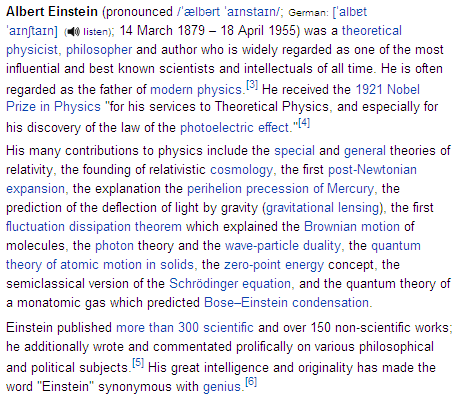 Albert Einstein (pronounced /ˈælbərt ˈaɪnstaɪn/; German: [ˈalbɐt
ˈaɪnʃtaɪn] ( listen); 14 March 1879 – 18 April 1955) was a theoretical
physicist, philosopher and author who is widely regarded as one of the most
influential and best known scientists and intellectuals of all time. He is often
regarded as the father of modern physics.[3] He received the 1921 Nobel
Prize in Physics "for his services to Theoretical Physics, and especially for
his discovery of the law of the photoelectric effect."[4]
His many contributions to physics include the special and general theories of
relativity, the founding of relativistic cosmology, the first post-Newtonian
expansion, the explanation the perihelion precession of Mercury, the
prediction of the deflection of light by gravity (gravitational lensing), the first
fluctuation dissipation theorem which explained the Brownian motion of
molecules, the photon theory and the wave-particle duality, the quantum
theory of atomic motion in solids, the zero-point energy concept, the
semiclassical version of the Schrödinger equation, and the quantum theory of
a monatomic gas which predicted Bose–Einstein condensation.
Einstein published more than 300 scientific and over 150 non-scientific works;
he additionally wrote and commentated prolifically on various philosophical
and political subjects.[5] His great intelligence and originality has made the
word "Einstein" synonymous with genius.[6]